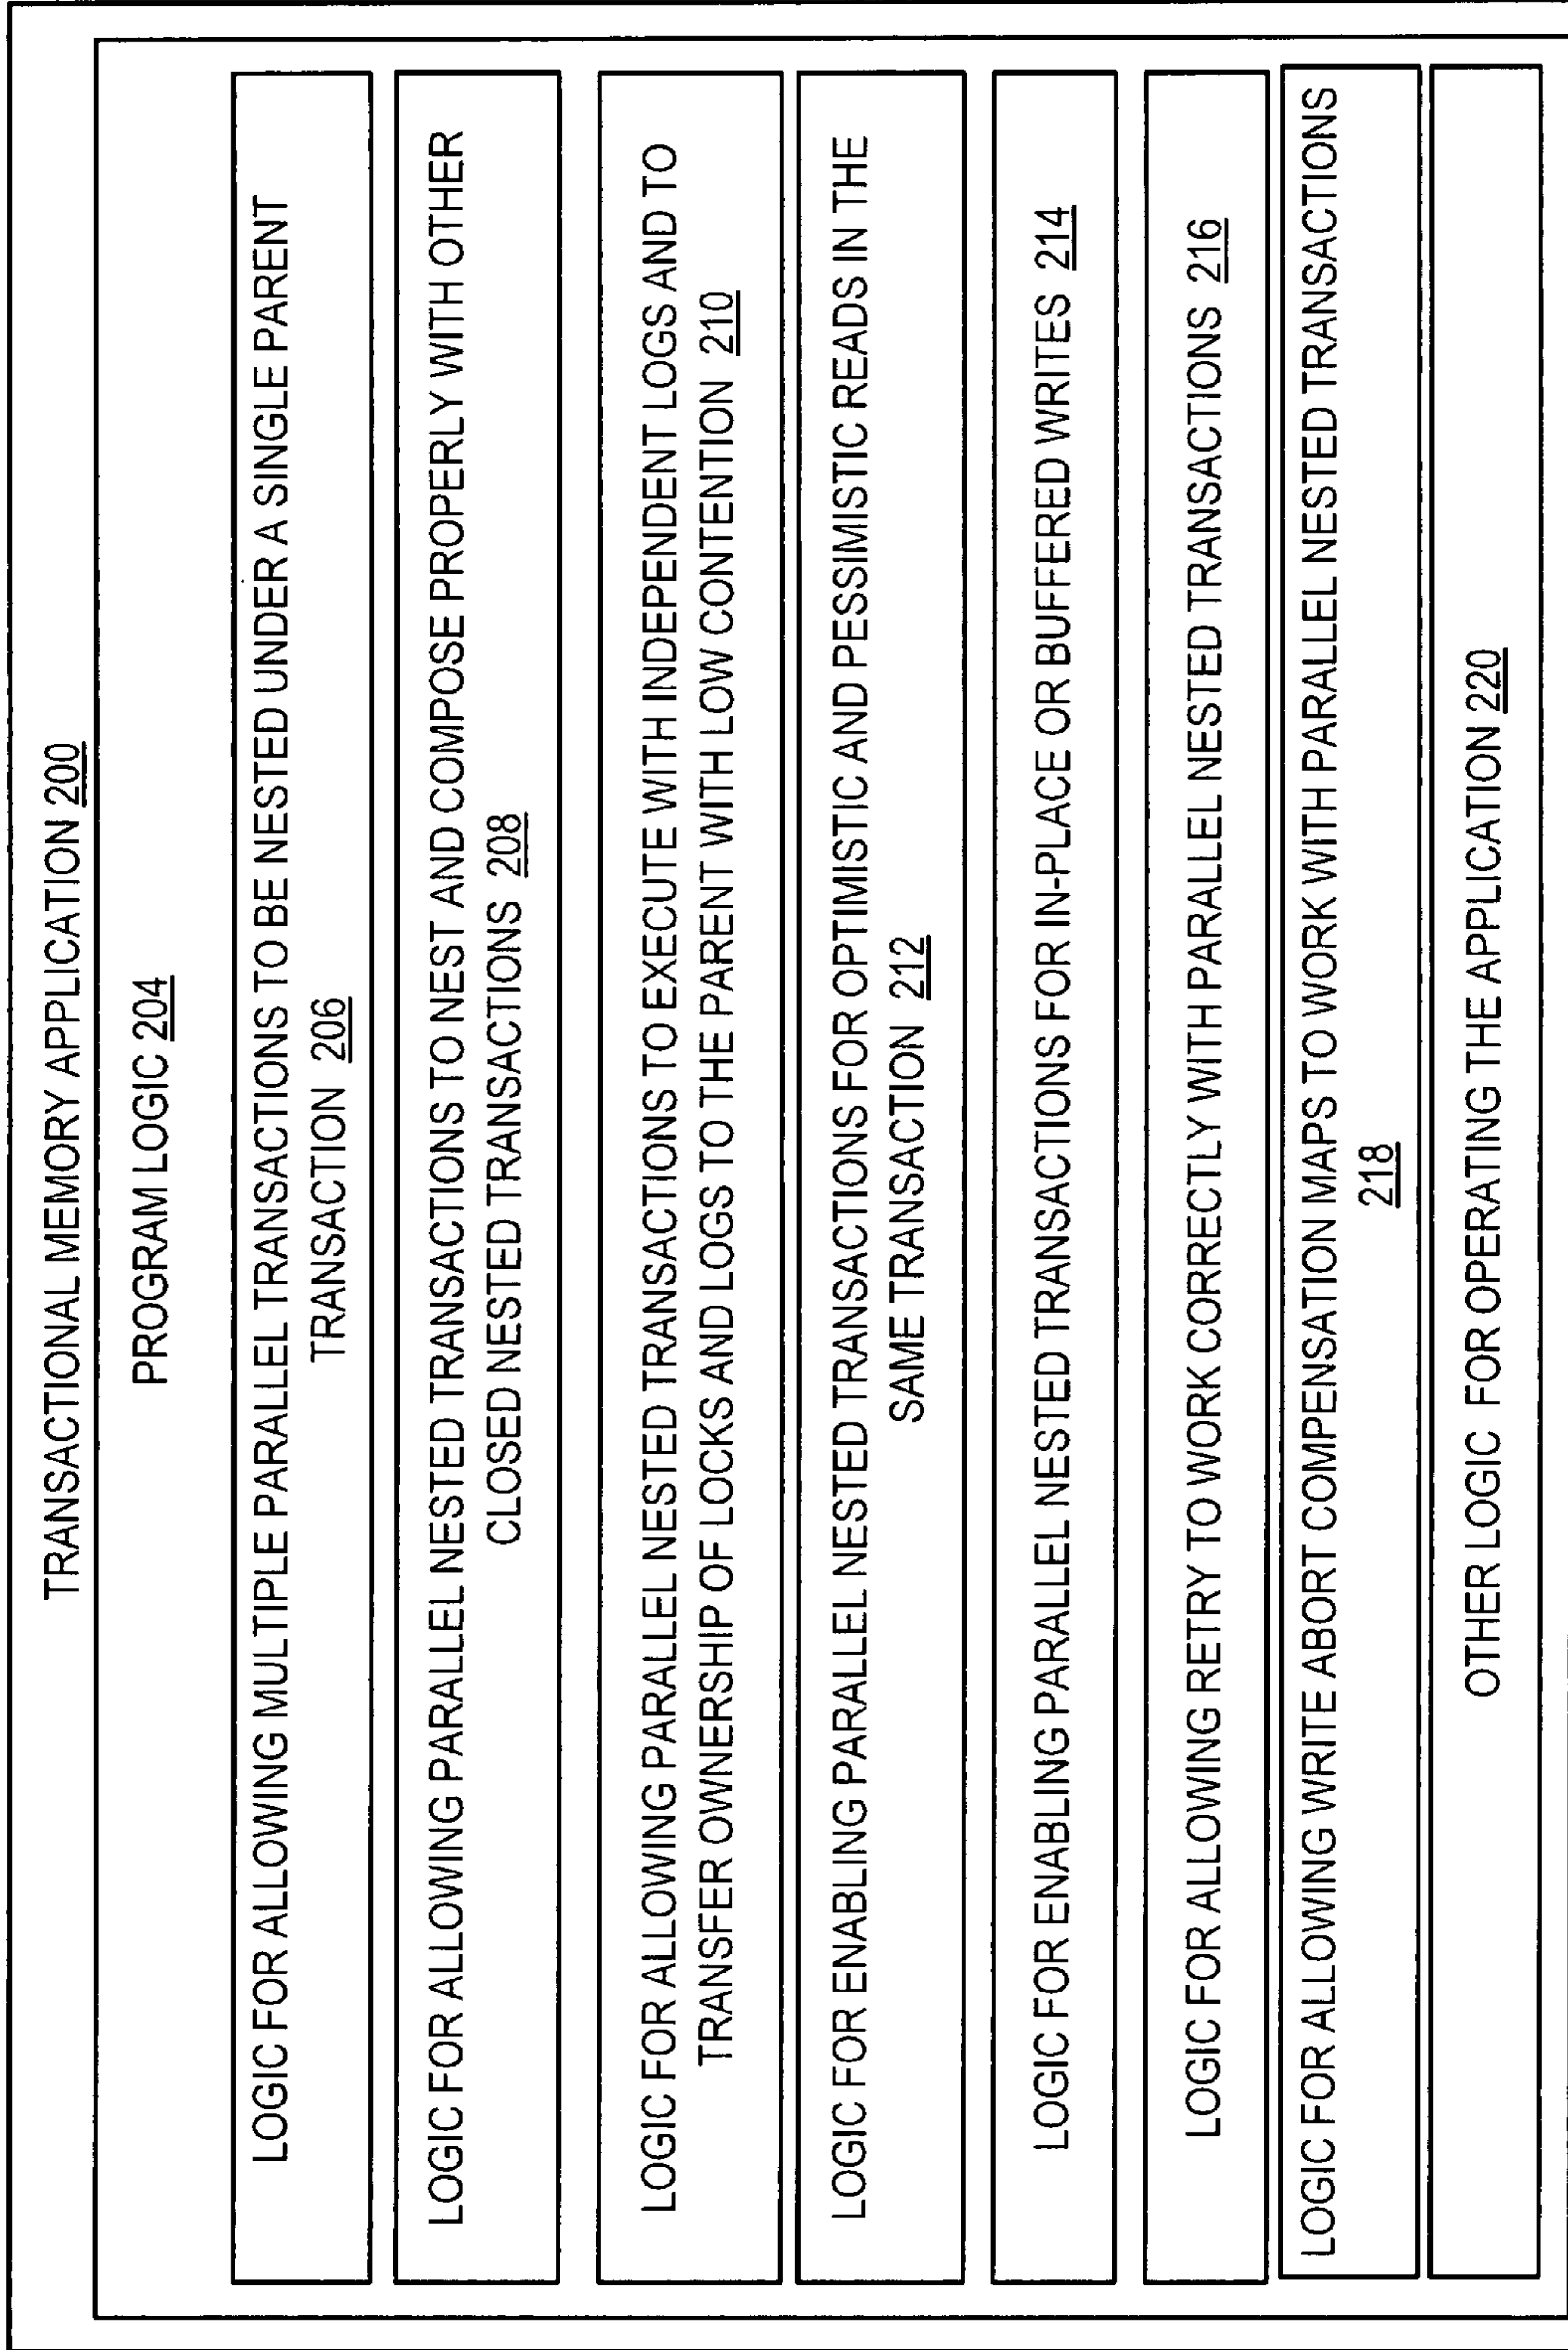 TRANSACTIONAL MEMORY APPLICATION 200
PROGRAM LOGIC 204
LOGIC FOR ALLOWING MULTIPLE PARALLEL TRANSACTIONS TO BE NESTED UNDER A SINGLE PARENT
TRANSACTION 206
LOGIC FOR ALLOWING PARALLEL NESTED TRANSACTIONS TO NEST AND COMPOSE PROPERLY WITH OTHER
CLOSED NESTED TRANSACTIONS 208
LOGIC FOR ALLOWING PARALLEL NESTED TRANSACTIONS TO EXECUTE WITH INDEPENDENT LOGS AND TO
TRANSFER OWNERSHIP OF LOCKS AND LOGS TO THE PARENT WITH LOW CONTENTION 210
LOGIC FOR ENABLING PARALLEL NESTED TRANSACTIONS FOR OPTIMISTIC AND PESSIMISTIC READS IN THE
SAME TRANSACTION 212
LOGIC FOR ENABLING PARALLEL NESTED TRANSACTIONS FOR IN-PLACE OR BUFFERED WRITES 214
LOGIC FOR ALLOWING RETRY TO WORK CORRECTLY WITH PARALLEL NESTED TRANSACTIONS 216
LOGIC FOR ALLOWING WRITE ABORT COMPENSATION MAPS TO WORK WITH PARALLEL NESTED TRANSACTIONS
218
OTHER LOGIC FOR OPERATING THE APPLICATION 220